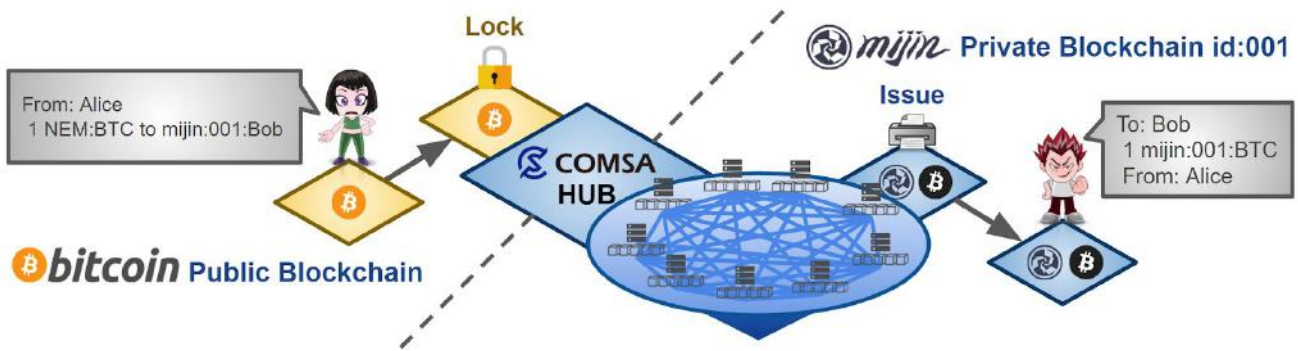 Lock
mijin Private Blockchain id:001
Issue
From: Alice
1 NEM:BTC to mijin:001:Bob
To: Bob
1 mijin:001:BTC
From: Alice
COMSA
HUB
bitcoin Public Blockchain